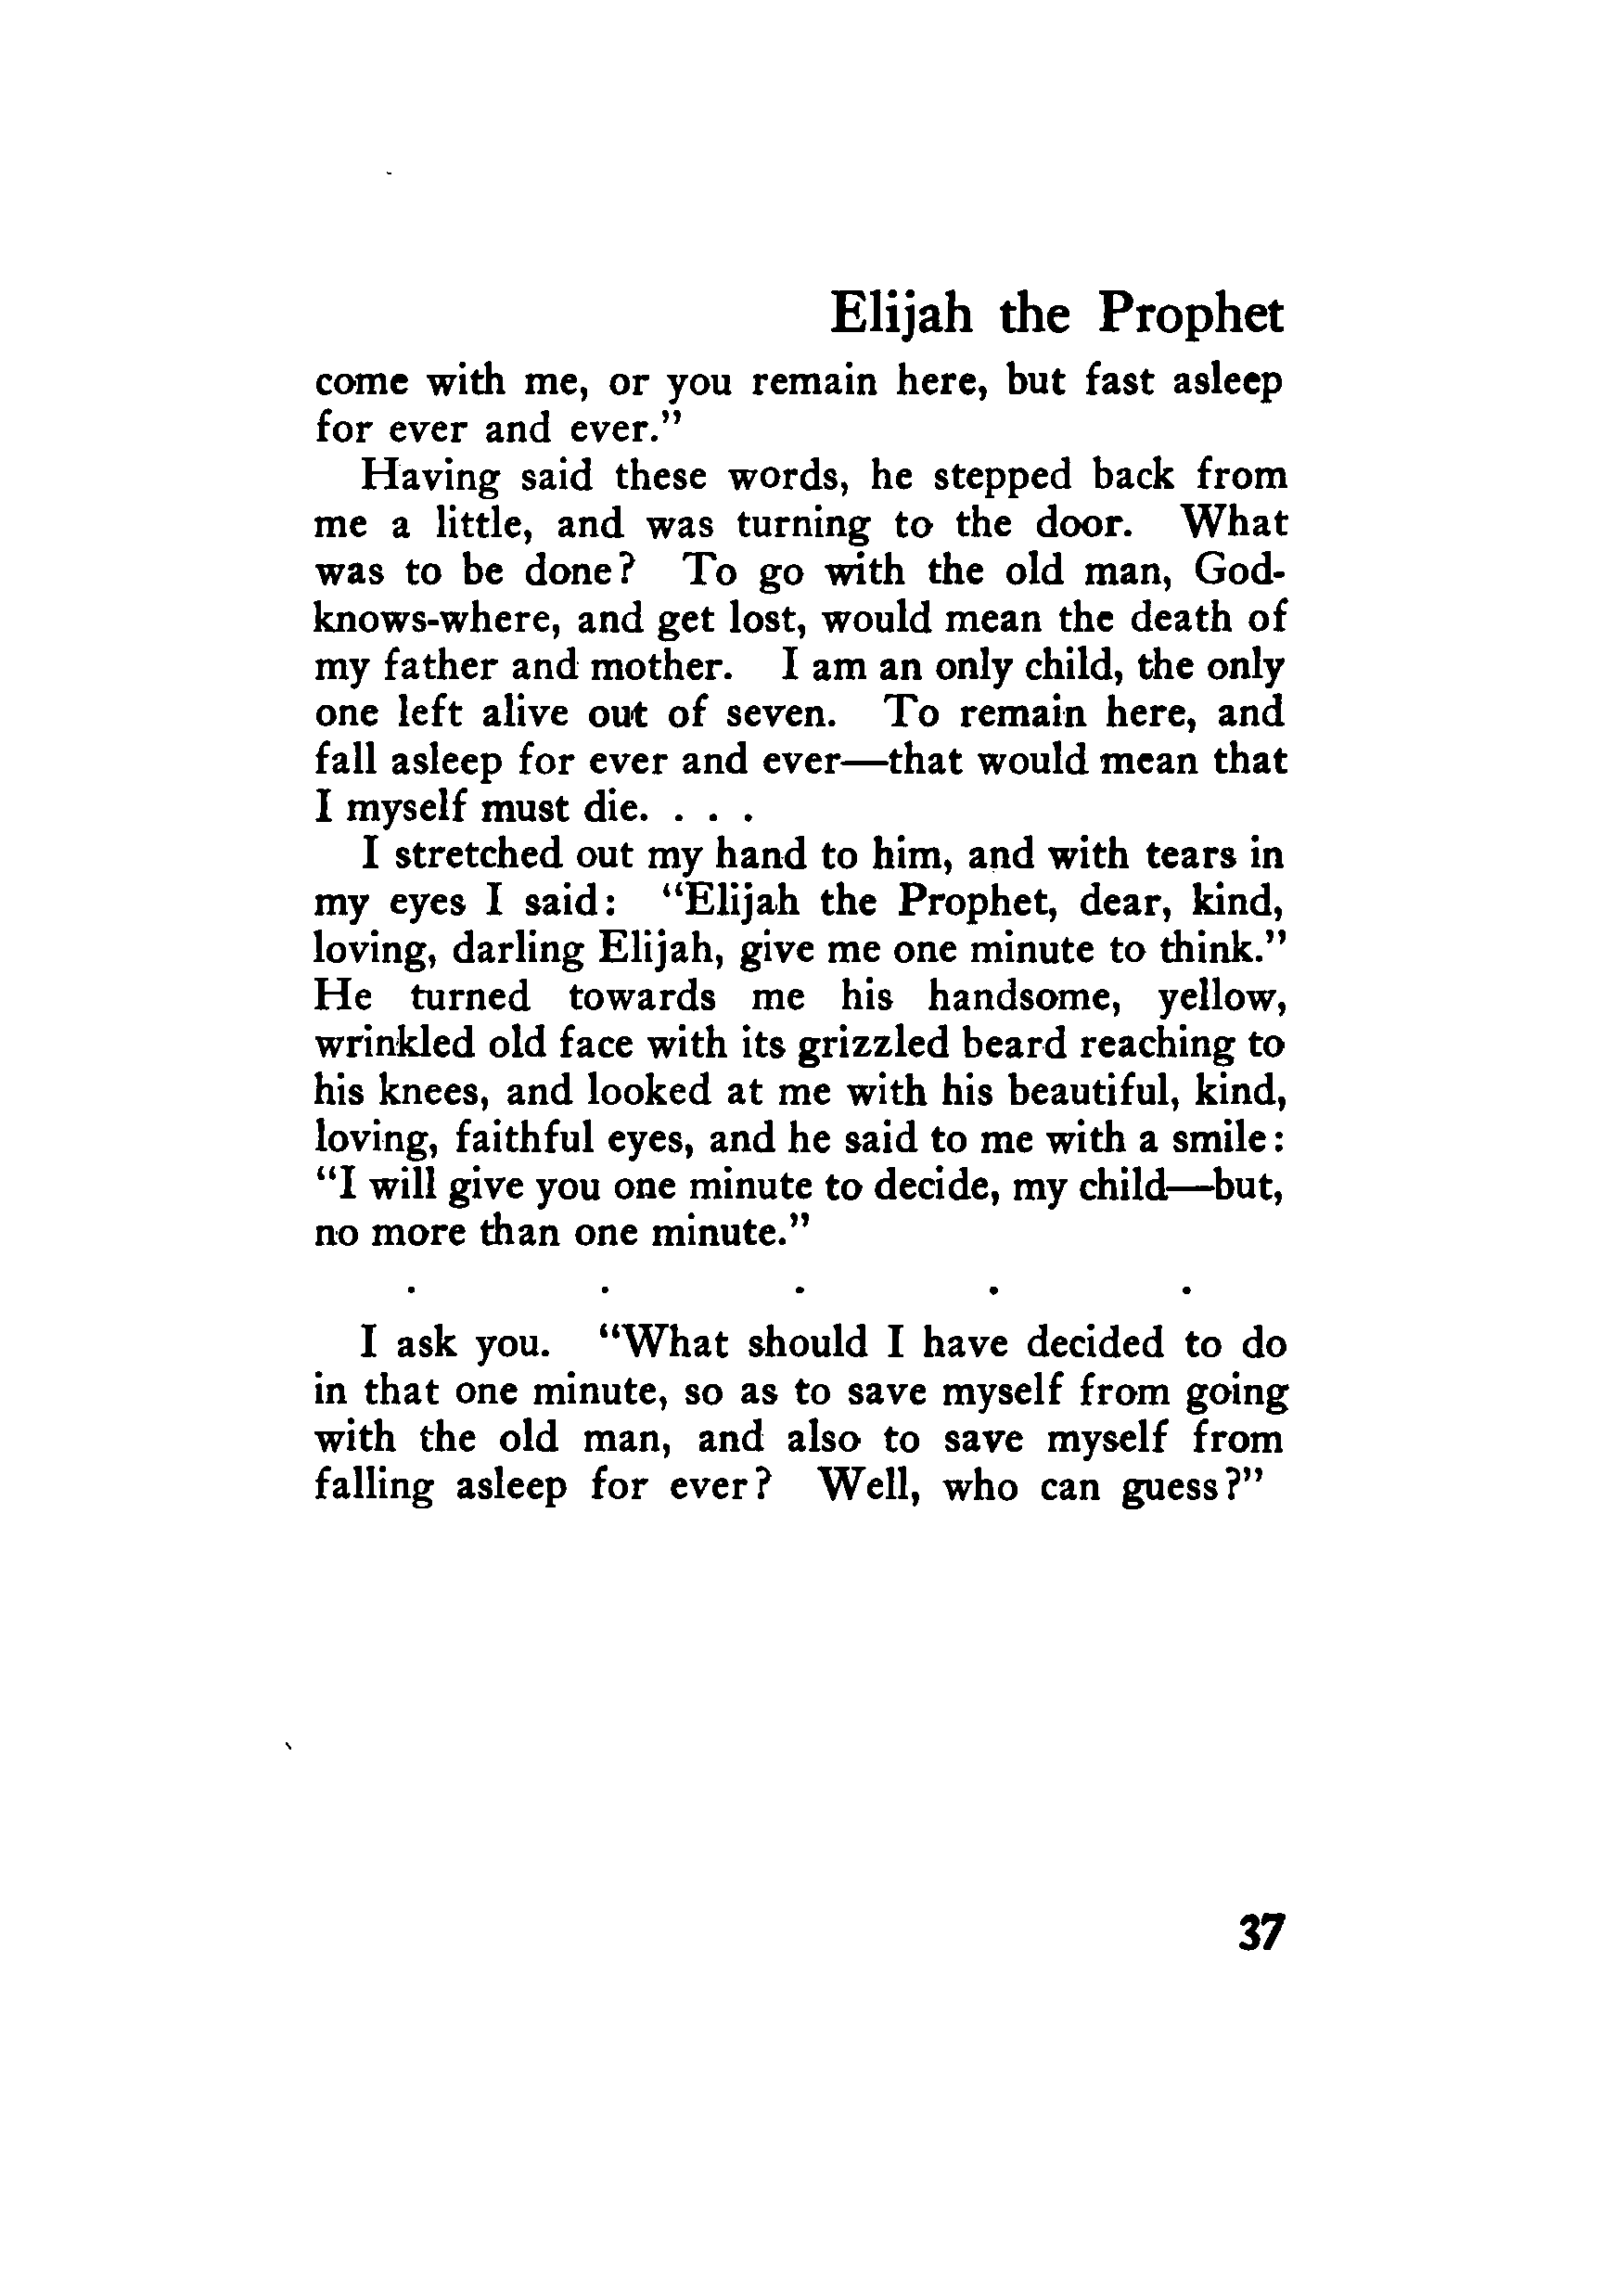 Elijah the Prophet
come with me, or you remain here, but fast asleep
for ever and ever.”
Having said these words, he stepped back from
me a little, and was turning to the door. What
was to be done? To go with the old man, God-
knows-where, and get lost, would mean the death of
my father and mother. I am an only child, the only
one left alive out of seven. To remain here, and
fall asleep for ever and ever—that would mean that
I myself must die. . . .
I stretched out my hand to him, and with tears in
my eyes I said: “Elijah the Prophet, dear, kind,
loving, darling Elijah, give me one minute to think.”
He turned towards me his handsome, yellow,
wrinkled old face with its grizzled beard reaching to
his knees, and looked at me with his beautiful, kind,
loving, faithful eyes, and he said to me with a smile:
“I will give you one minute to decide, my child—but,
no more than one minute.”
. . . . .
I ask you. “What should I have decided to do
in that one minute, so as to save myself from going
with the old man, and also to save myself from
falling asleep for ever? Well, who can guess?”
37